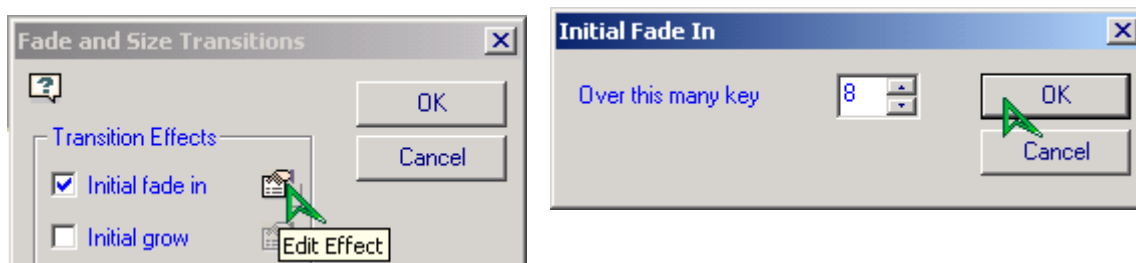 Fade and Size Transitions
OK
Cancel
Transition Effects
Initial fade in
Initial grow
Edit Effect
Initial Fade In
Over this many key
8
OK
Cancel